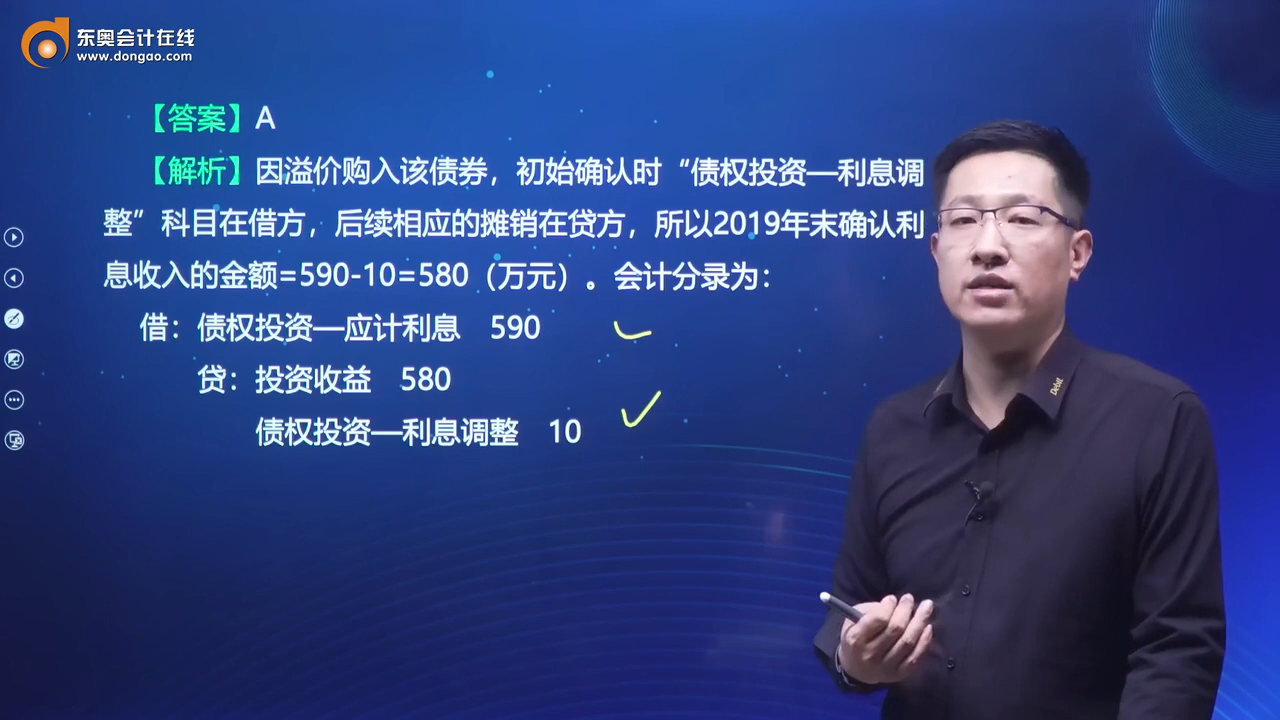 东奥会计在线
www.dongao.com
【答案】A
【解析】因溢价购入该债券，初始确认时“债权投资—利息调
整”科目在借方，后续相应的摊销在贷方，所以2019年末确认利
息收入的金额=590-10=580（万元）。会计分录为：
借：债权投资—应计利息 590
贷：投资收益 580
债权投资—利息调整 10
Debit